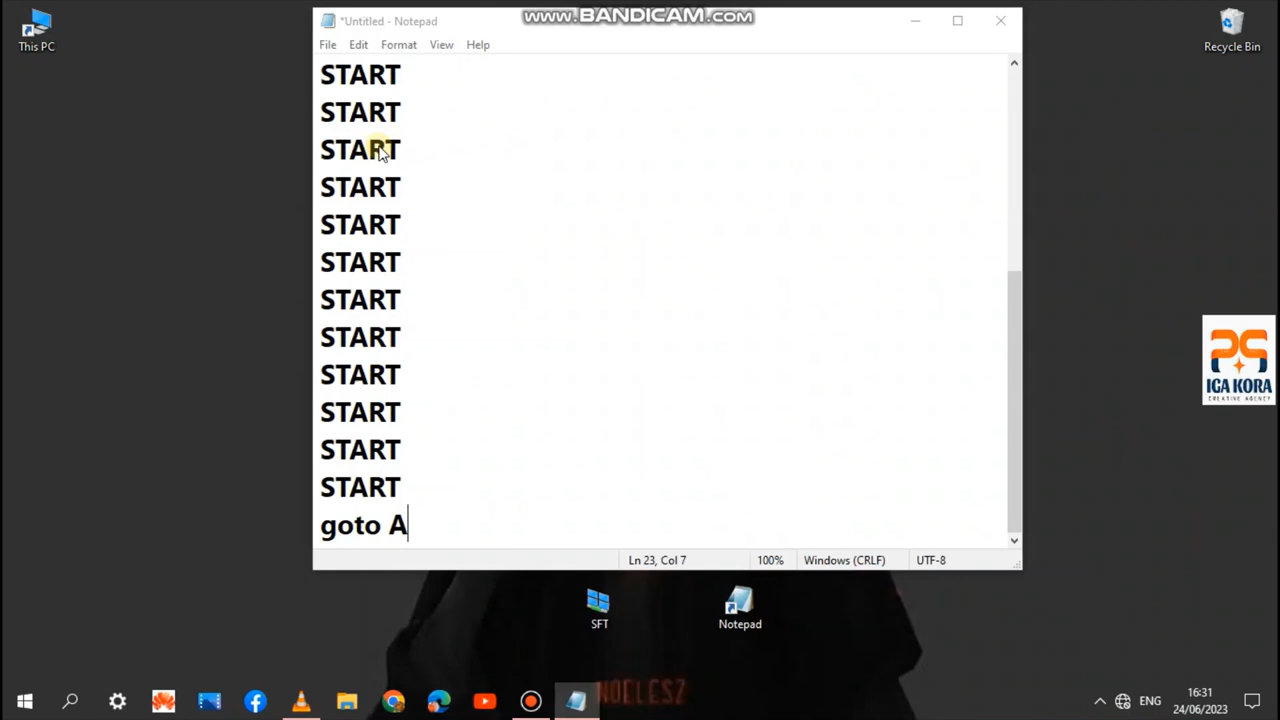 WWW.BANDICAM.COM
This PC
*Untitled - Notepad
Recycle Bin
File Edit Format View Help
START
START
START
START
START
START
START
START
START
START
START
START
goto A
Ln 23, Col 7 100% Windows (CRLF) UTF-8
IGA KORA
CREATIVE AGENCY
SFT
Notepad
NOELESZ
ENG
16:31
24/06/2023